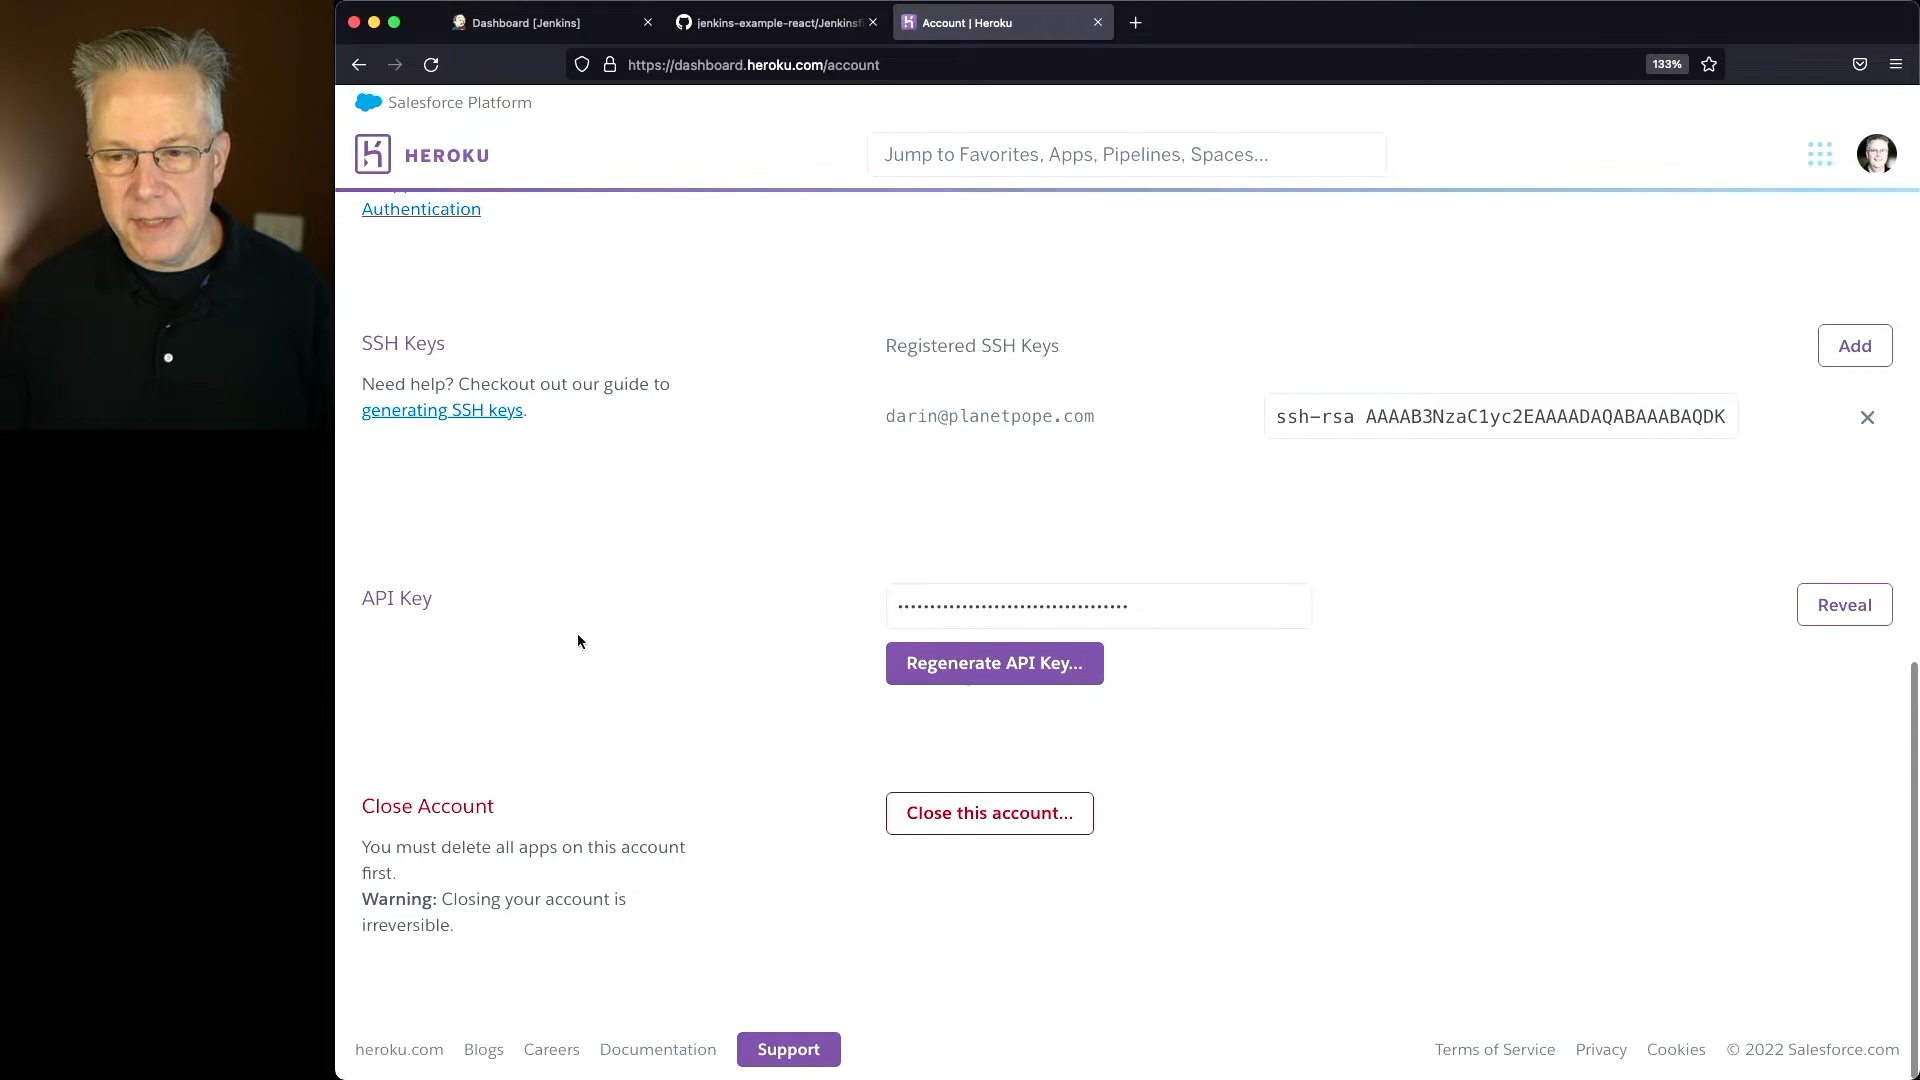 Dashboard [Jenkins]
jenkins-example-react/Jenkinsfi
Account | Heroku
https://dashboard.heroku.com/account
133%
Salesforce Platform
HEROKU
Jump to Favorites, Apps, Pipelines, Spaces...
Authentication
SSH Keys
Registered SSH Keys
Add
Need help? Checkout out our guide to
generating SSH keys.
darin@planetpope.com
ssh-rsa AAAAB3NzaC1yc2EAAAADAQABAAABAQDK
API Key
Reveal
Regenerate API Key...
Close Account
Close this account...
You must delete all apps on this account
first.
Warning: Closing your account is
irreversible.
heroku.com
Blogs
Careers
Documentation
Support
Terms of Service
Privacy
Cookies
© 2022 Salesforce.com